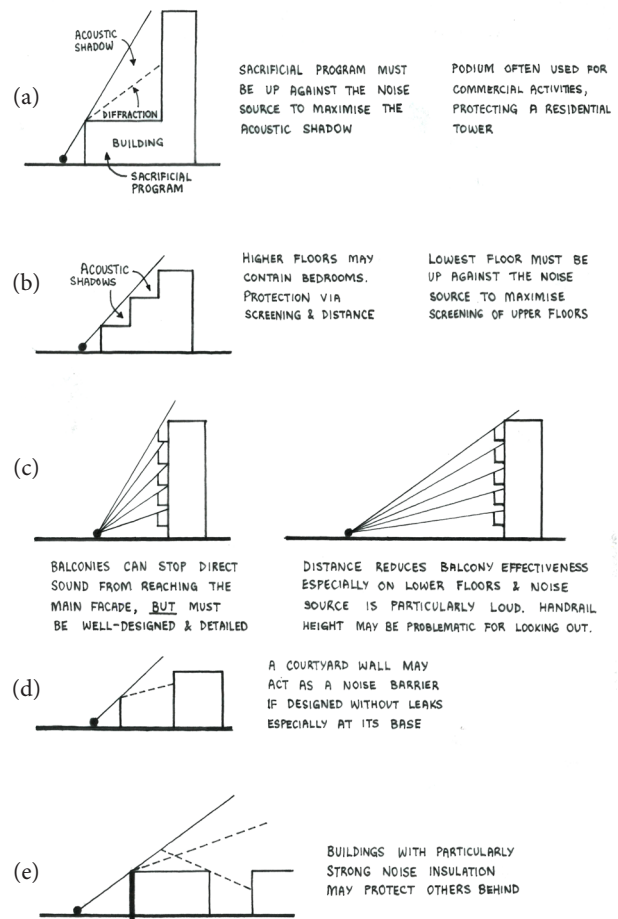 (a)
ACOUSTIC
SHADOW
DIFFRACTION
BUILDING
SACRIFICIAL
PROGRAM
SACRIFICIAL PROGRAM MUST
BE UP AGAINST THE NOISE
SOURCE TO MAXIMISE THE
ACOUSTIC SHADOW
PODIUM OFTEN USED FOR
COMMERCIAL ACTIVITIES,
PROTECTING A RESIDENTIAL
TOWER
(b)
ACOUSTIC
SHADOWS
HIGHER FLOORS MAY
CONTAIN BEDROOMS.
PROTECTION VIA
SCREENING & DISTANCE
LOWEST FLOOR MUST BE
UP AGAINST THE NOISE
SOURCE TO MAXIMISE
SCREENING OF UPPER FLOORS
(c)
BALCONIES CAN STOP DIRECT
SOUND FROM REACHING THE
MAIN FACADE, BUT MUST
BE WELL-DESIGNED & DETAILED
DISTANCE REDUCES BALCONY EFFECTIVENESS
ESPECIALLY ON LOWER FLOORS & NOISE
SOURCE IS PARTICULARLY LOUD. HANDRAIL
HEIGHT MAY BE PROBLEMATIC FOR LOOKING OUT.
(d)
A COURTYARD WALL MAY
ACT AS A NOISE BARRIER
IF DESIGNED WITHOUT LEAKS
ESPECIALLY AT ITS BASE
(e)
BUILDINGS WITH PARTICULARLY
STRONG NOISE INSULATION
MAY PROTECT OTHERS BEHIND